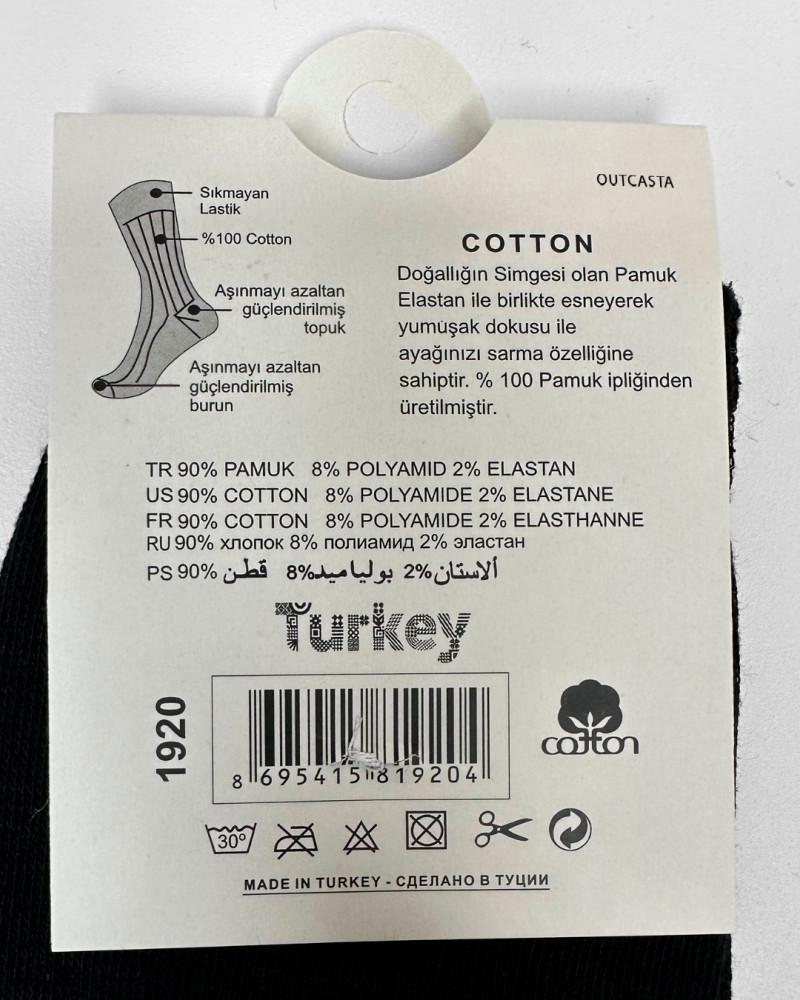 OUTCASTA
Sıkmayan
Lastik
%100 Cotton
Aşınmayı azaltan
güçlendirilmiş
topuk
Aşınmayı azaltan
güçlendirilmiş
burun
COTTON
Doğallığın Simgesi olan Pamuk
Elastan ile birlikte esneyerek
yumuşak dokusu ile
ayağınızı sarma özelliğine
sahiptir. % 100 Pamuk ipliğinden
üretilmiştir.
TR 90% PAMUK 8% POLYAMID 2% ELASTAN
US 90% COTTON 8% POLYAMIDE 2% ELASTANE
FR 90% COTTON 8% POLYAMIDE 2% ELASTHANNE
RU 90% хлопок 8% полиамид 2% эластан
PS 90% قطن 8% بولياميد 2% ألاستان
Turkey
1920
8 695415 819204
cotton
30°
MADE IN TURKEY - СДЕЛАНО В ТУЦИИ